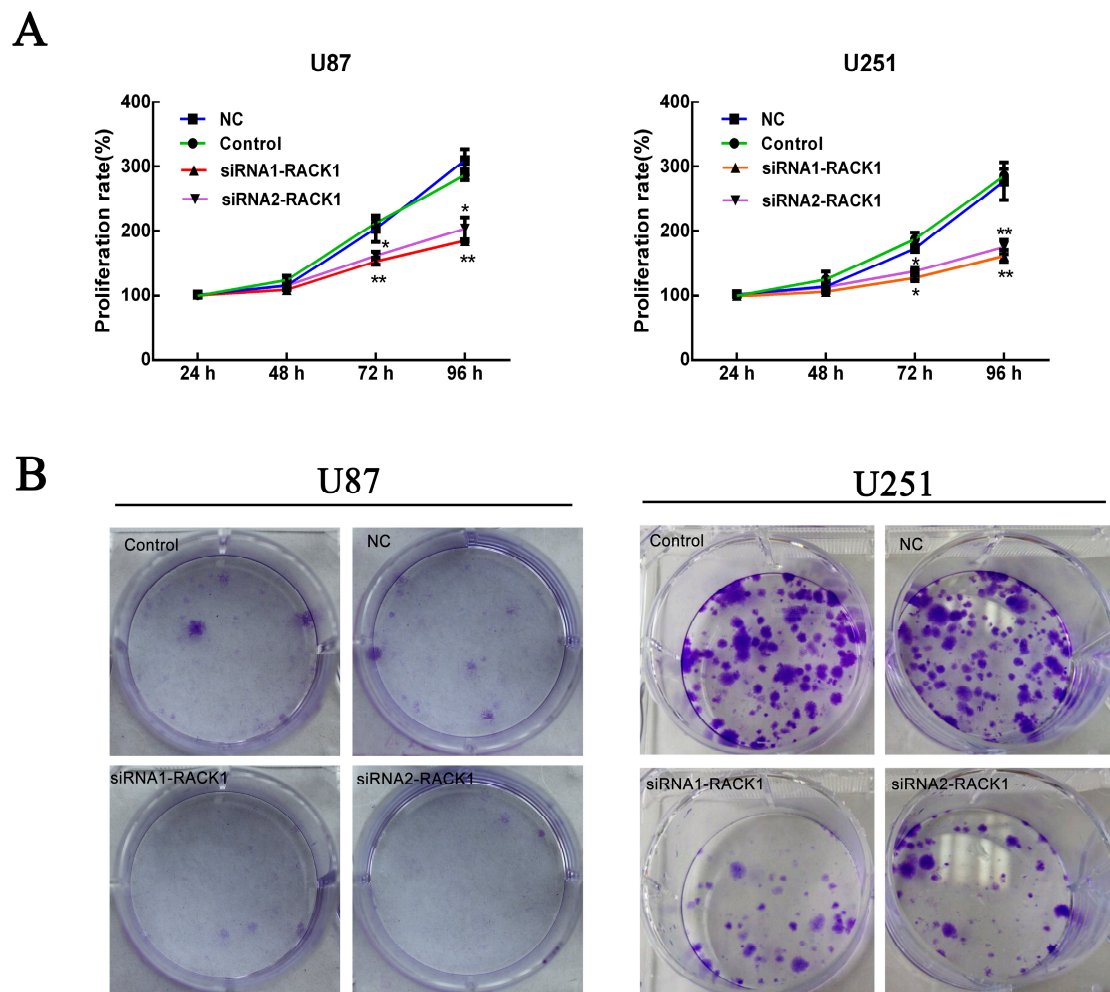 A
U87
400
300
200
100
0
Proliferation rate(%)
NC
Control
siRNA1-RACK1
siRNA2-RACK1
*
*
**
**
24 h 48 h 72 h 96 h
U251
400
300
200
100
0
Proliferation rate(%)
NC
Control
siRNA1-RACK1
siRNA2-RACK1
**
*
**
*
24 h 48 h 72 h 96 h
B
U87
Control
NC
siRNA1-RACK1
siRNA2-RACK1
U251
Control
NC
siRNA1-RACK1
siRNA2-RACK1